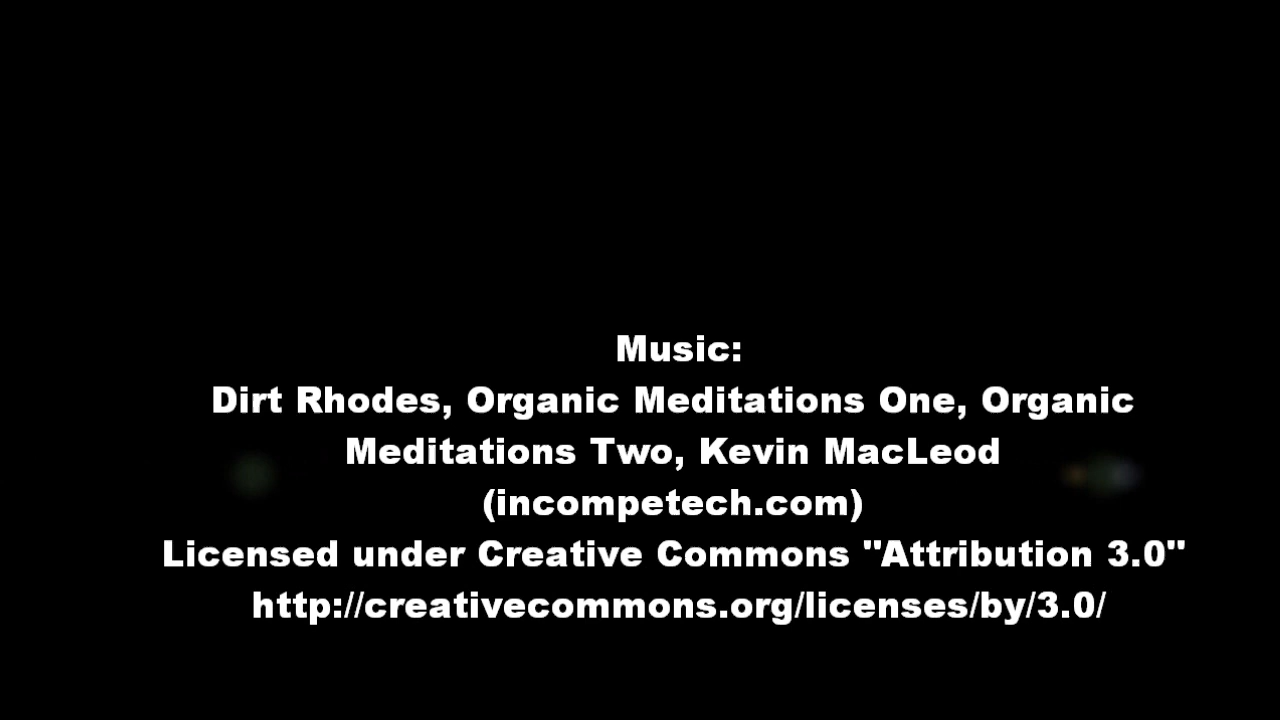 Music:
Dirt Rhodes, Organic Meditations One, Organic
Meditations Two, Kevin MacLeod
(incompetech.com)
Licensed under Creative Commons "Attribution 3.0"
http://creativecommons.org/licenses/by/3.0/